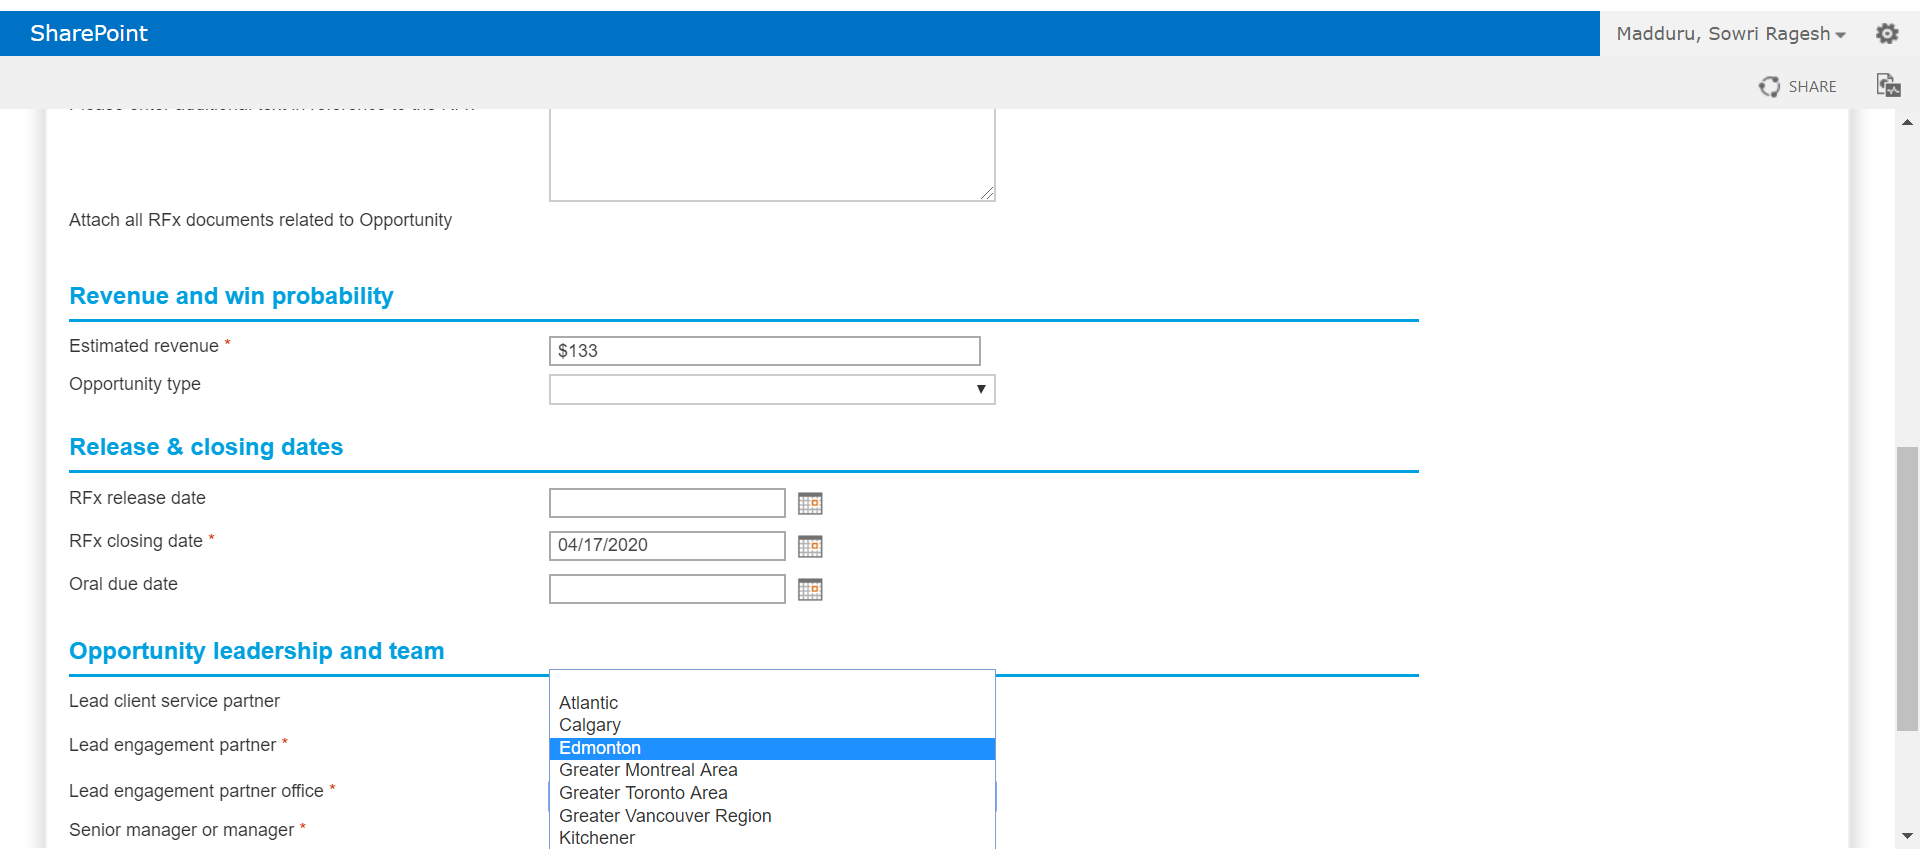 SharePoint
Madduru, Sowri Ragesh
SHARE
Attach all RFx documents related to Opportunity
Revenue and win probability
Estimated revenue *
$133
Opportunity type
Release & closing dates
RFx release date
RFx closing date *
04/17/2020
Oral due date
Opportunity leadership and team
Lead client service partner
Lead engagement partner *
Lead engagement partner office *
Senior manager or manager *
Atlantic
Calgary
Edmonton
Greater Montreal Area
Greater Toronto Area
Greater Vancouver Region
Kitchener